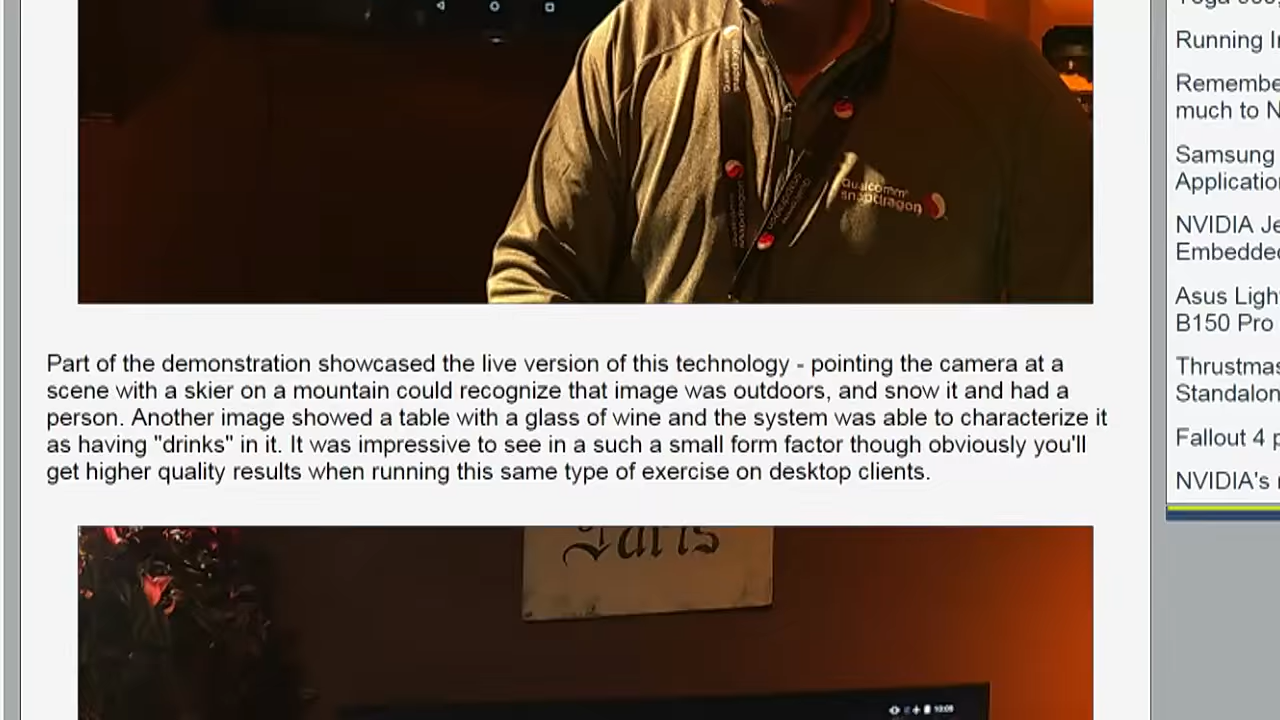 Qualcomm
snapdragon
Part of the demonstration showcased the live version of this technology - pointing the camera at a
scene with a skier on a mountain could recognize that image was outdoors, and snow it and had a
person. Another image showed a table with a glass of wine and the system was able to characterize it
as having "drinks" in it. It was impressive to see in a such a small form factor though obviously you'll
get higher quality results when running this same type of exercise on desktop clients.
Paris
10:09
Running
Remembe
much to N
Samsung
Application
NVIDIA Je
Embedded
Asus Ligh
B150 Pro
Thrustmas
Standalon
Fallout 4 p
NVIDIA's